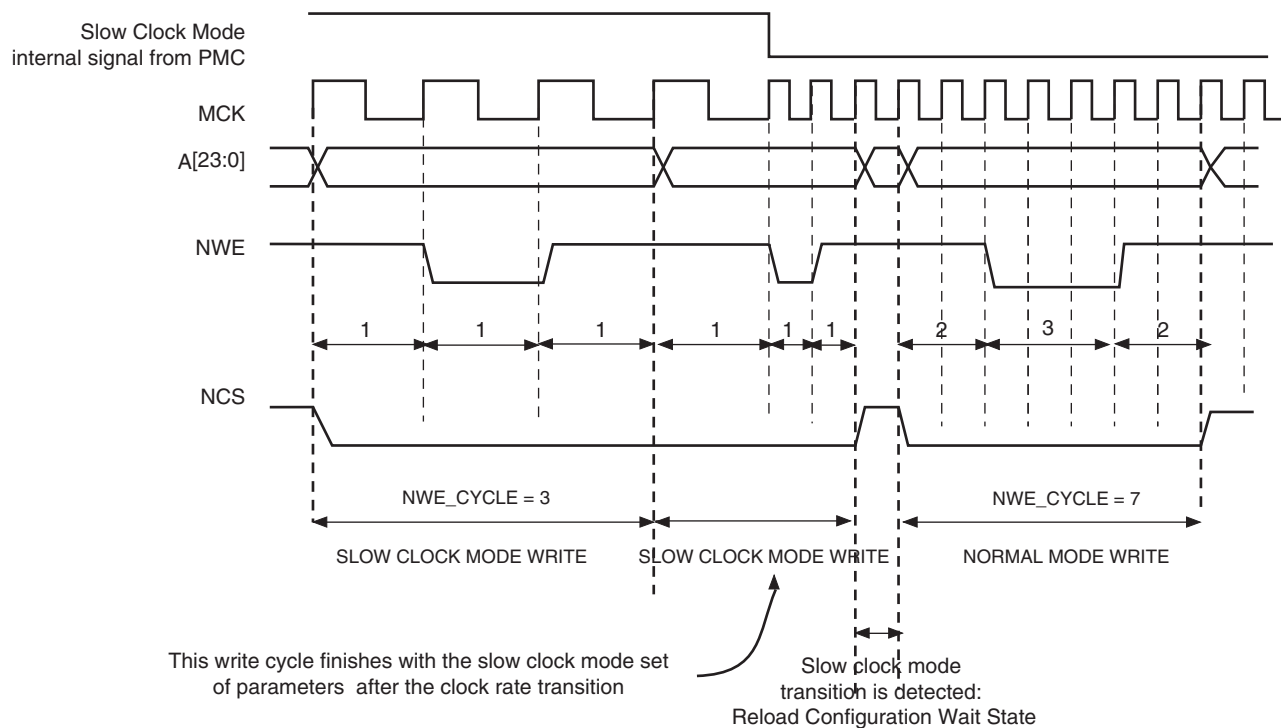 Slow Clock Mode
internal signal from PMC
MCK
A[23:0]
NWE
1 1 1 1 1 1 2 3 2
NCS
NWE_CYCLE = 3 NWE_CYCLE = 7
SLOW CLOCK MODE WRITE SLOW CLOCK MODE WRITE NORMAL MODE WRITE
This write cycle finishes with the slow clock mode set
of parameters after the clock rate transition
Slow clock mode
transition is detected:
Reload Configuration Wait State